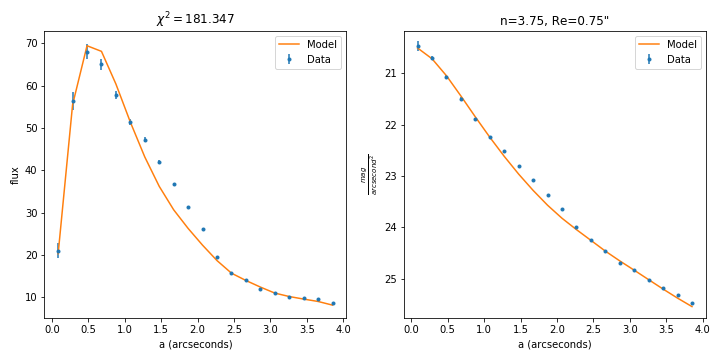 χ² = 181.347
Model
Data
flux
70
60
50
40
30
20
10
0.0 0.5 1.0 1.5 2.0 2.5 3.0 3.5 4.0
a (arcseconds)
n=3.75, Re=0.75"
Model
Data
mag/arcsecond²
21
22
23
24
25
0.0 0.5 1.0 1.5 2.0 2.5 3.0 3.5 4.0
a (arcseconds)